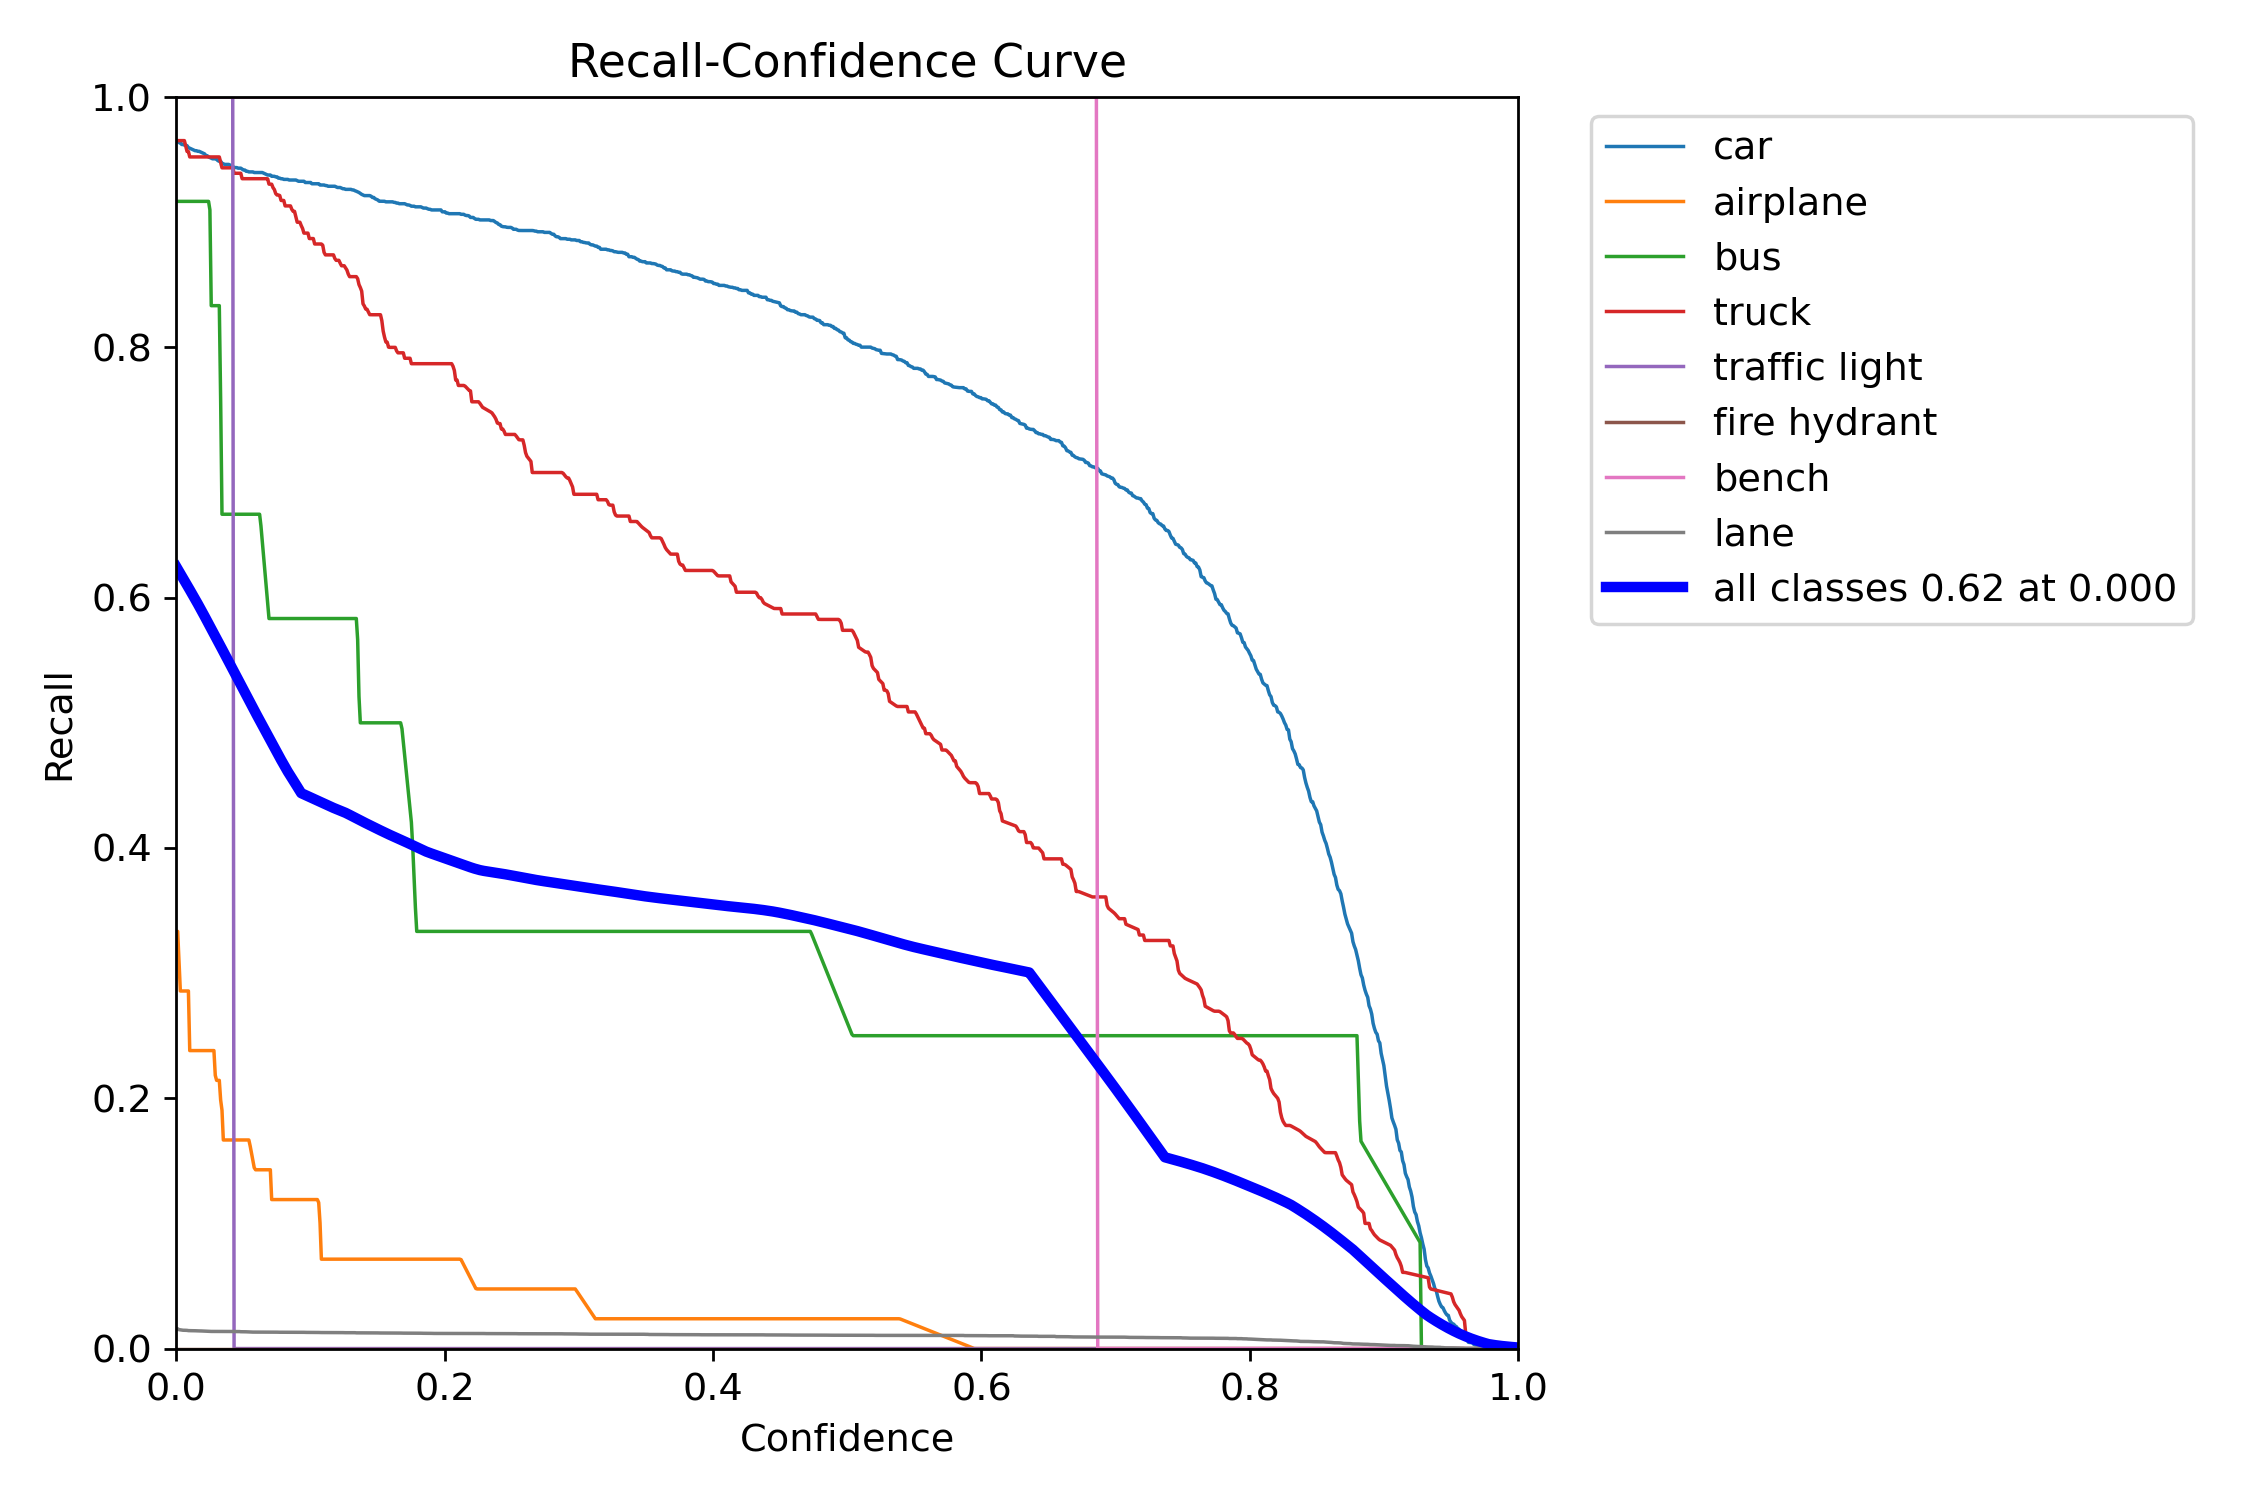 Recall-Confidence Curve
1.0
0.8
0.6
0.4
0.2
0.0
Recall
0.0 0.2 0.4 0.6 0.8 1.0
Confidence
car
airplane
bus
truck
traffic light
fire hydrant
bench
lane
all classes 0.62 at 0.000